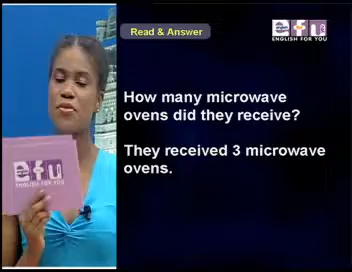 Read & Answer
efu
ENGLISH FOR YOU
How many microwave
ovens did they receive?
They received 3 microwave
ovens.
efu
ENGLISH FOR YOU